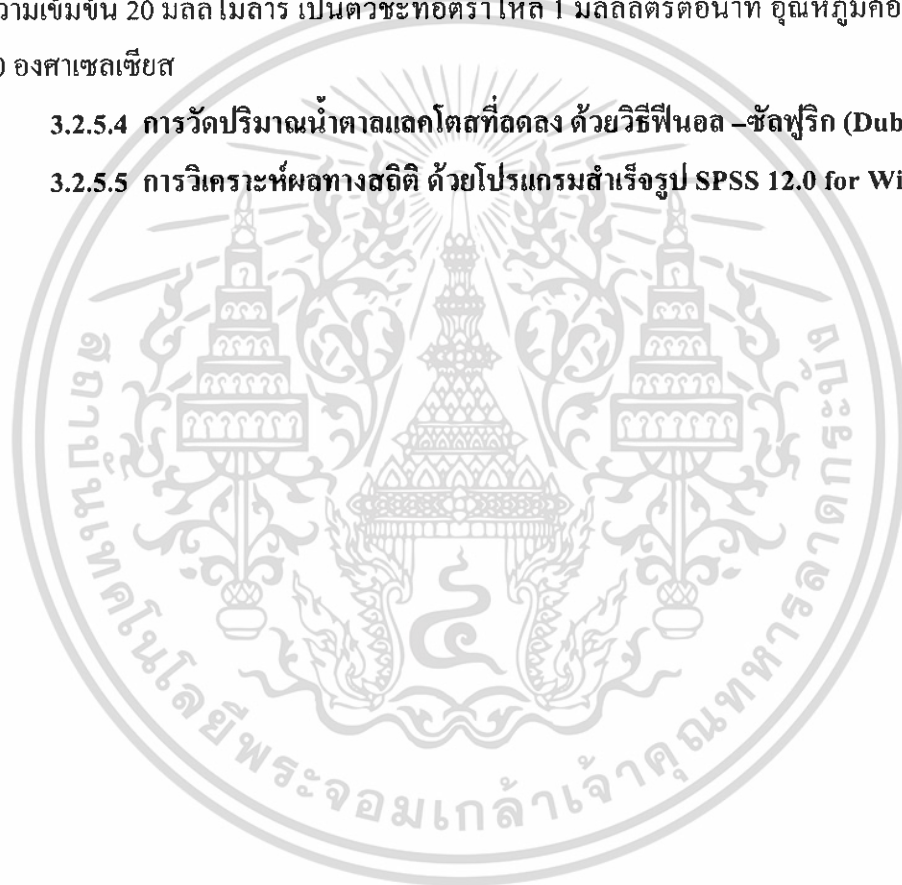 วามเข้มข้น 20 มิลลิโมลาร์ เป็นตัวชะที่อัตราไหล 1 มิลลิลิตรต่อนาที อุณหภูมิคอ
0 องศาเซลเซียส
3.2.5.4 การวัดปริมาณน้ำตาลแลคโตสที่ลดลง ด้วยวิธีฟีนอล –ซัลฟูริก (Dub
3.2.5.5 การวิเคราะห์ผลทางสถิติ ด้วยโปรแกรมสำเร็จรูป SPSS 12.0 for Wi
สถาบันเทคโนโลยีพระจอมเกล้าเจ้าคุณทหารลาดกระบัง